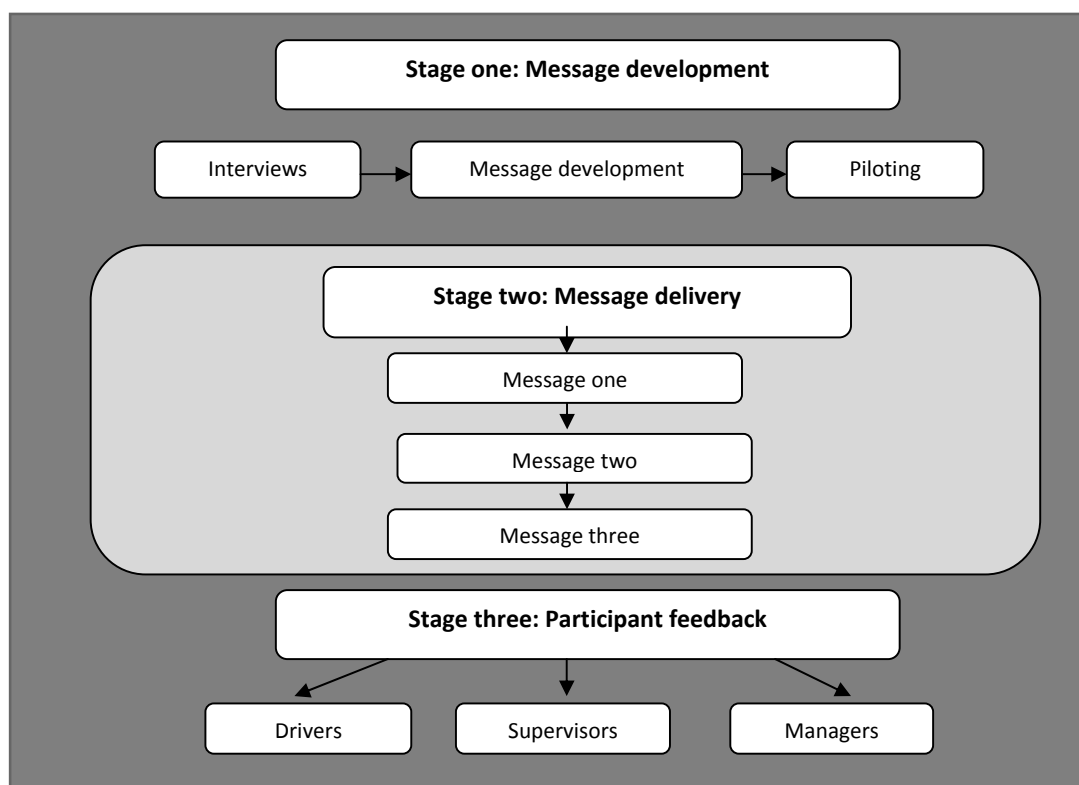 Stage one: Message development
Interviews
Message development
Piloting
Stage two: Message delivery
Message one
Message two
Message three
Stage three: Participant feedback
Drivers
Supervisors
Managers